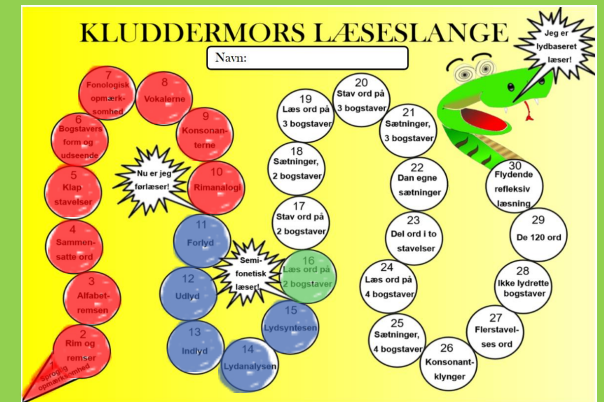 KLUDDERMORS LÆSESLANGE
Navn:
Jeg er
lydbaseret
læser!
1
Sproglig
opmærksomhed
2
Rim og
remser
3
Alfabet-
remsen
4
Sammen-
satte ord
5
Klap
stavelser
6
Bogstavers
form og
udseende
7
Fonologisk
opmærk-
somhed
8
Vokalerne
9
Konsonan-
terne
10
Rimanalogi
Nu er jeg
førlæser!
11
Forlyd
12
Udlyd
13
Indlyd
14
Lydanalysen
15
Lydsyntesen
Semi-
fonetisk
læser!
16
Læs ord på
2 bogstaver
17
Stav ord på
2 bogstaver
18
Sætninger,
2 bogstaver
19
Læs ord på
3 bogstaver
20
Stav ord på
3 bogstaver
21
Sætninger,
3 bogstaver
22
Dan egne
sætninger
23
Del ord i to
stavelser
24
Læs ord på
4 bogstaver
25
Sætninger,
4 bogstaver
26
Konsonant-
klynger
27
Flerstavel-
ses ord
28
Ikke lydrette
bogstaver
29
De 120 ord
30
Flydende
refleksiv
læsning